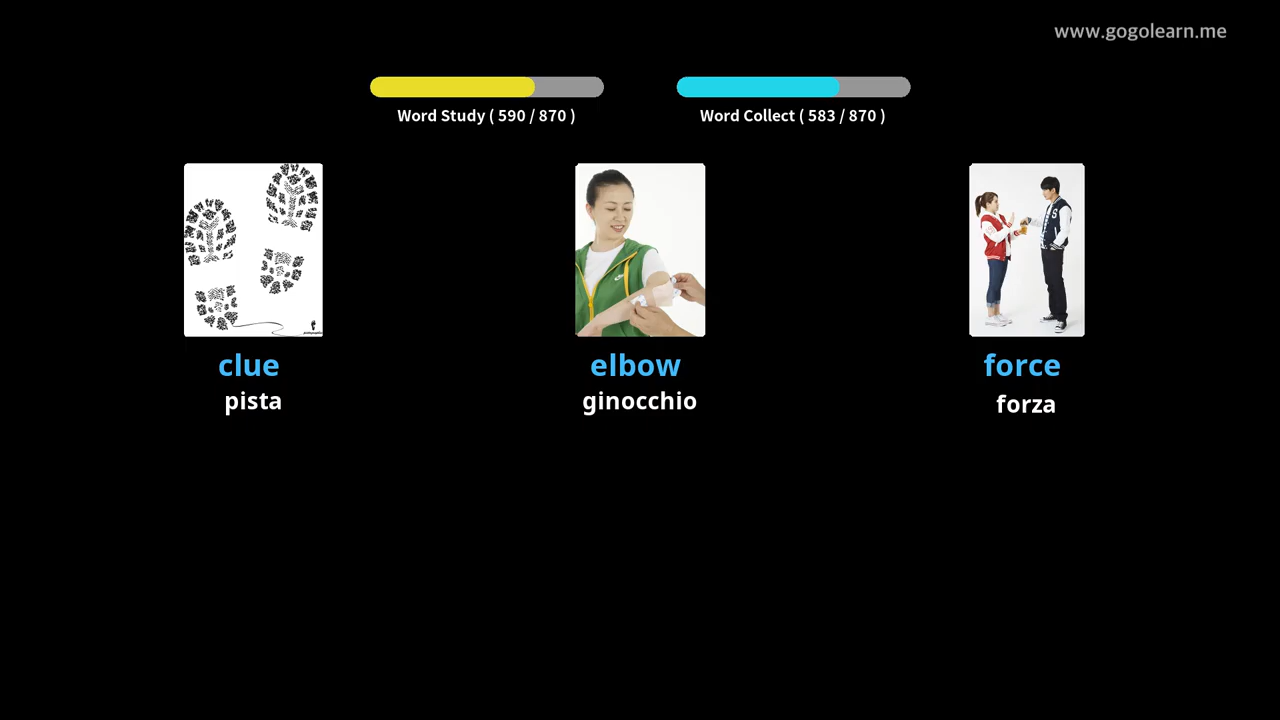 www.gogolearn.me
Word Study ( 590 / 870 )
Word Collect ( 583 / 870 )
clue
pista
elbow
ginocchio
force
forza